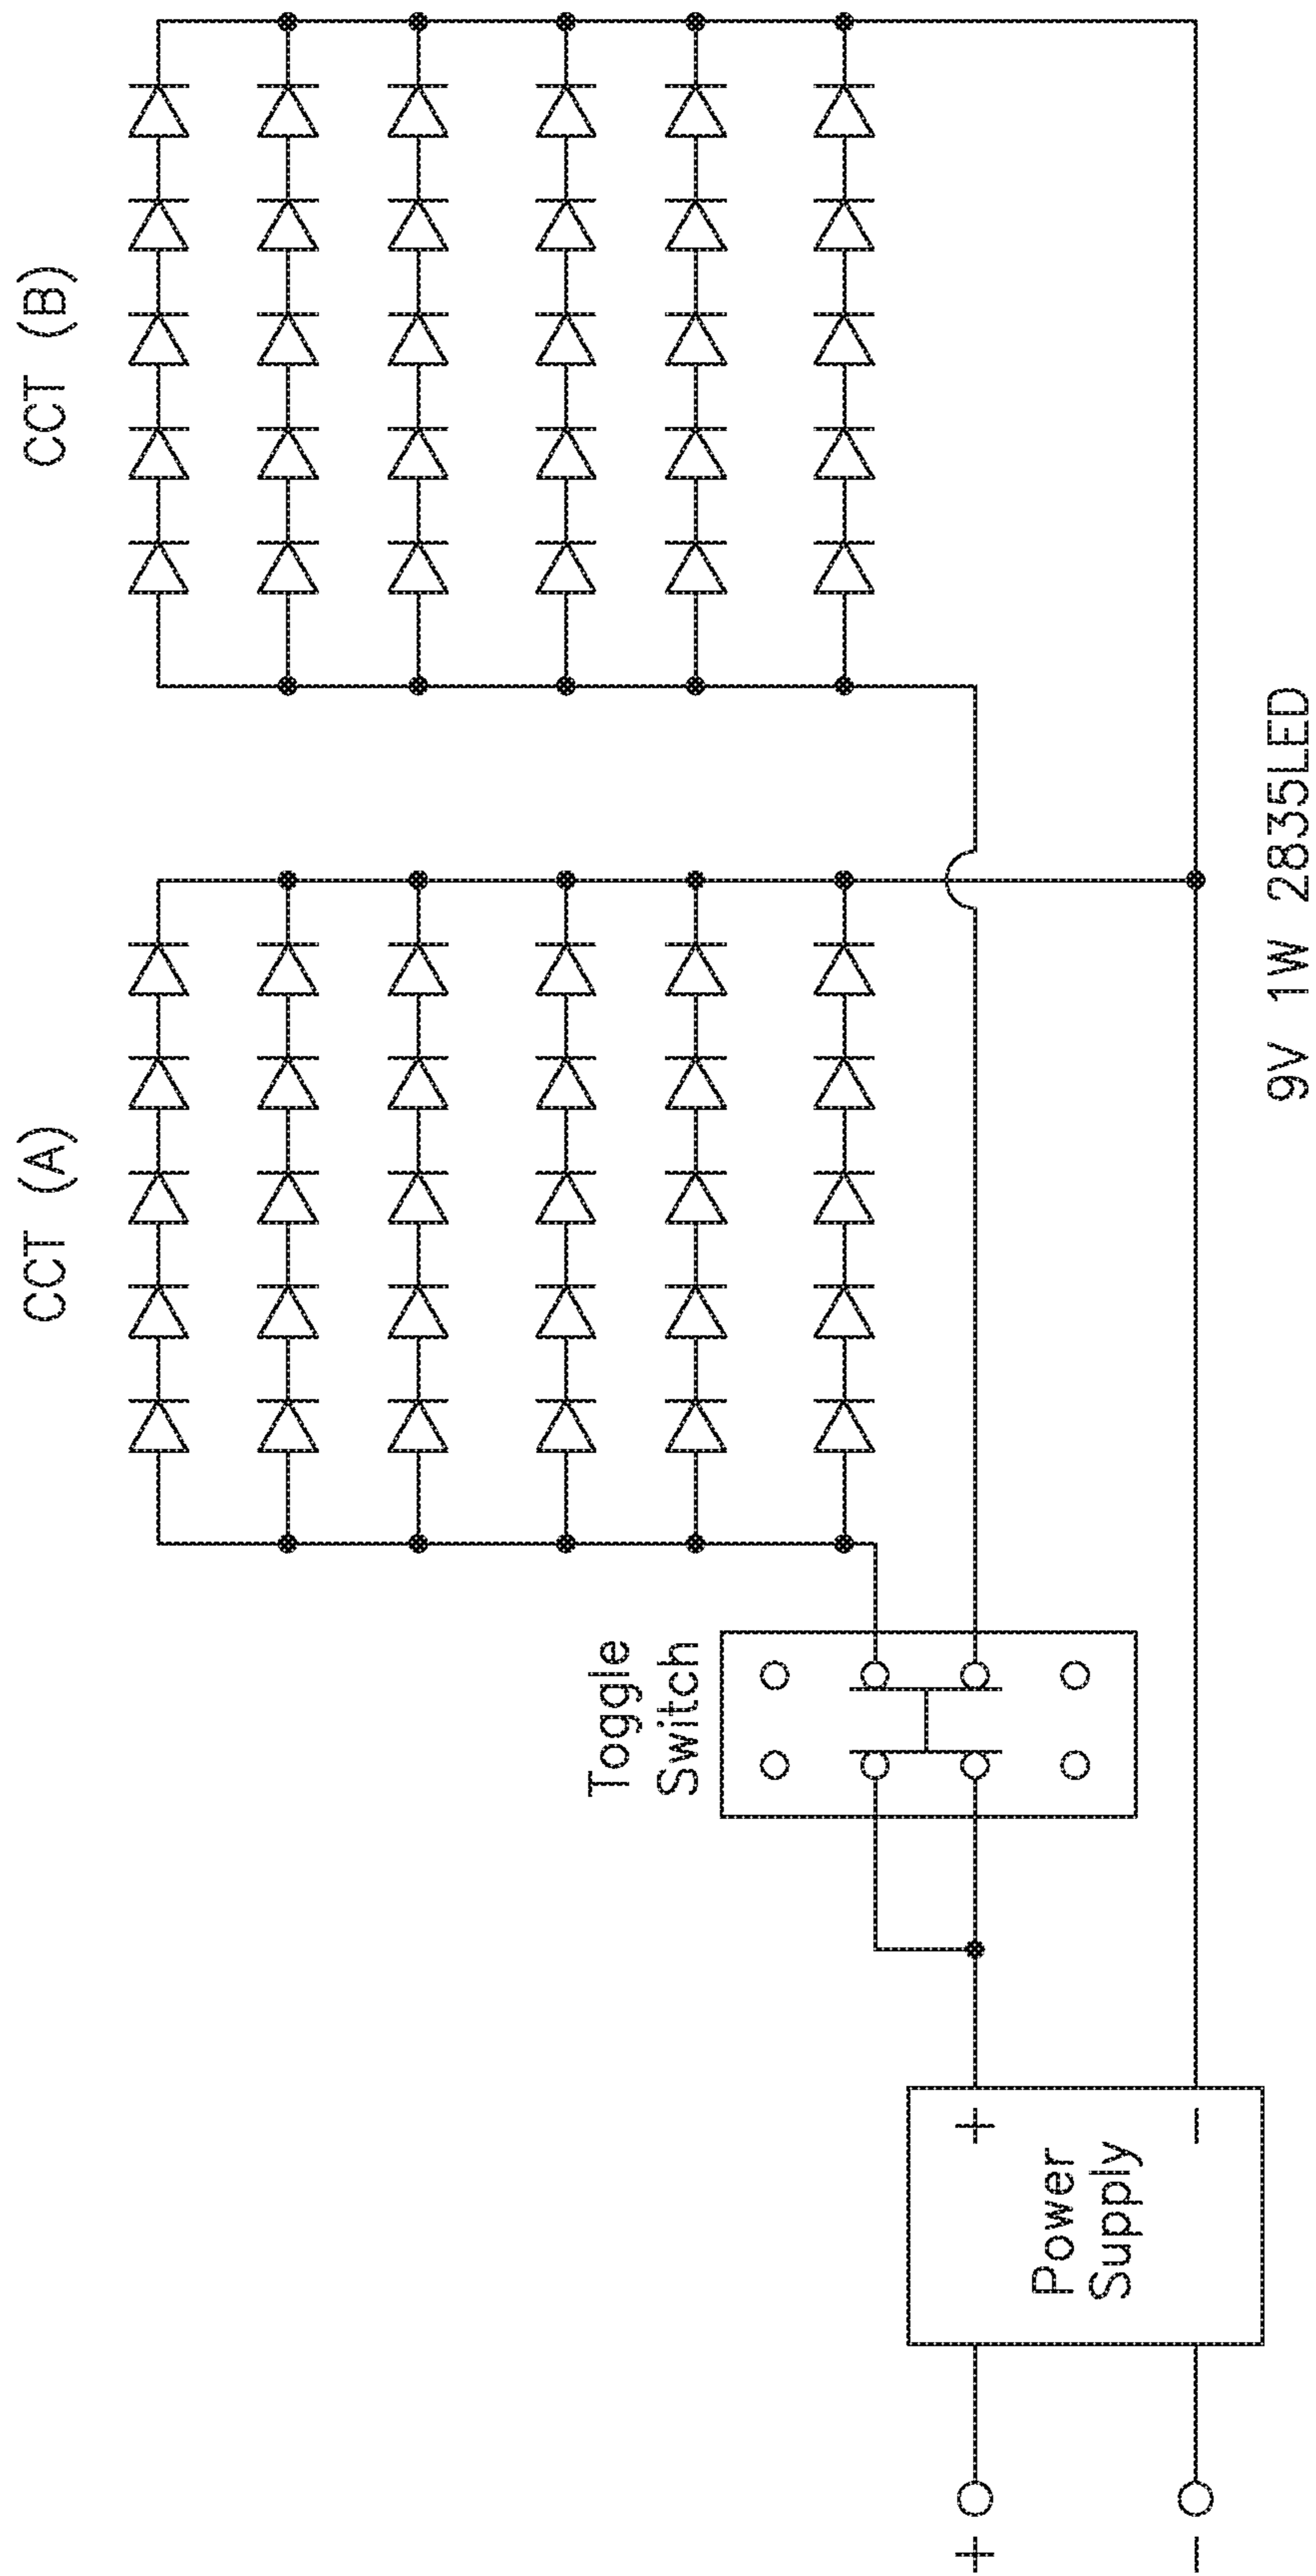 CCT (A)
CCT (B)
Toggle
Switch
+
−
Power
Supply
+
−
9V 1W 2835LED